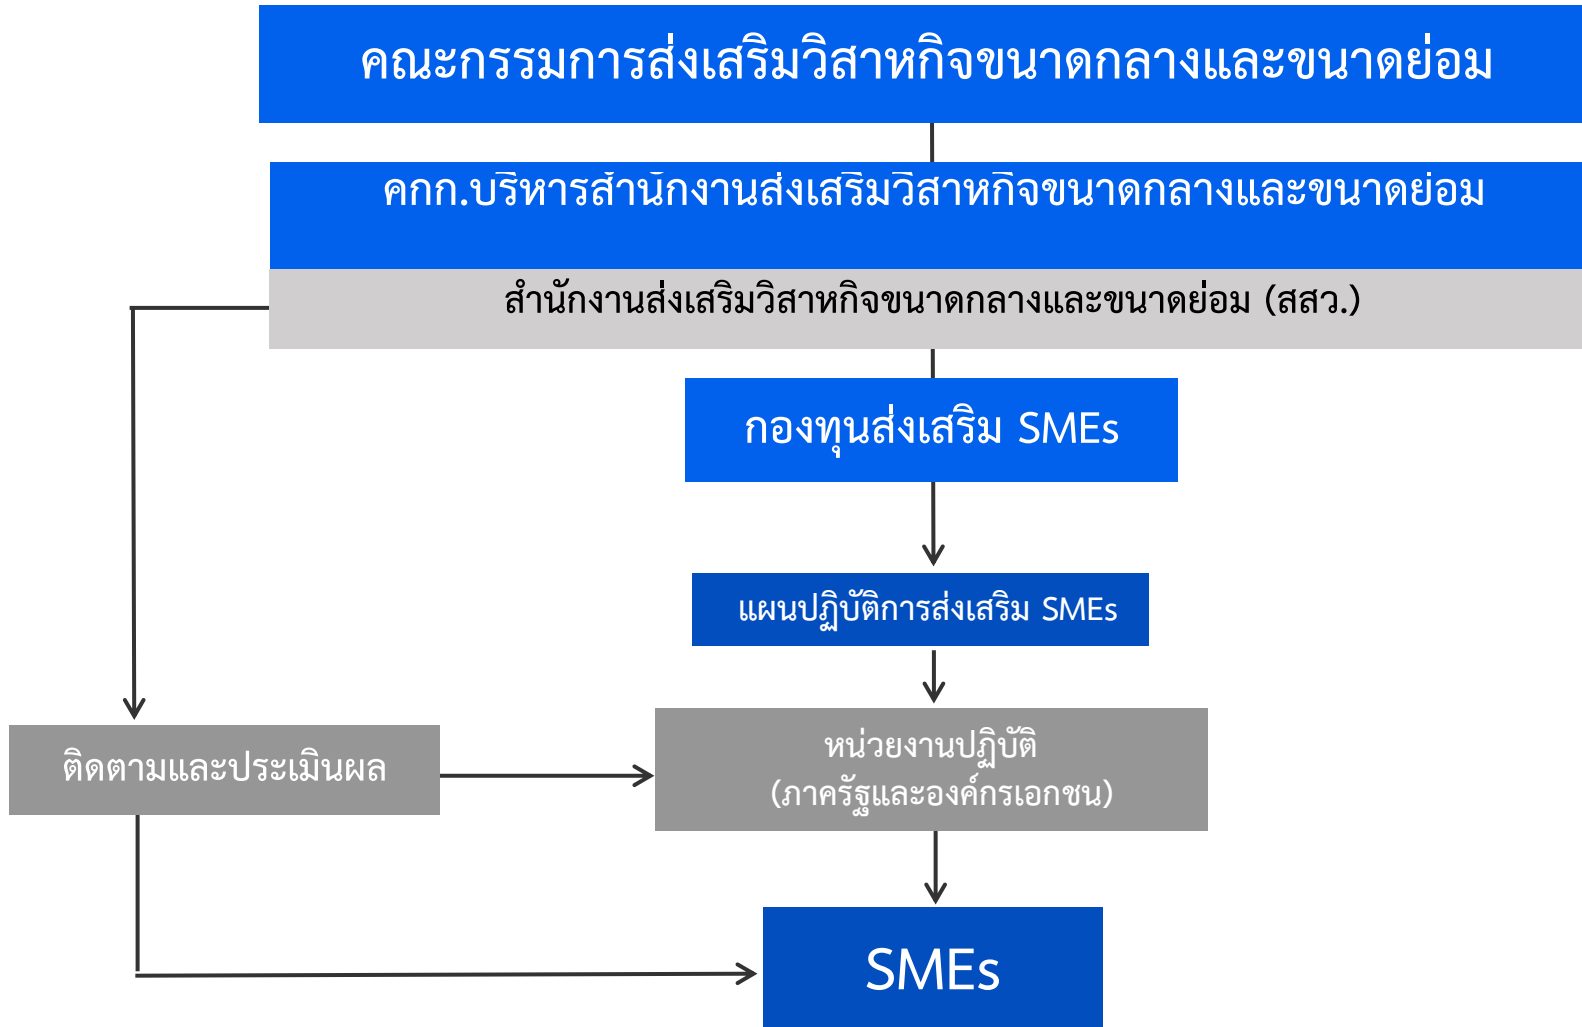 คณะกรรมการส่งเสริมวิสาหกิจขนาดกลางและขนาดย่อม
คกก.บริหารสำนักงานส่งเสริมวิสาหกิจขนาดกลางและขนาดย่อม
สำนักงานส่งเสริมวิสาหกิจขนาดกลางและขนาดย่อม (สสว.)
กองทุนส่งเสริม SMEs
แผนปฏิบัติการส่งเสริม SMEs
หน่วยงานปฏิบัติ
(ภาครัฐและองค์กรเอกชน)
ติดตามและประเมินผล
SMEs